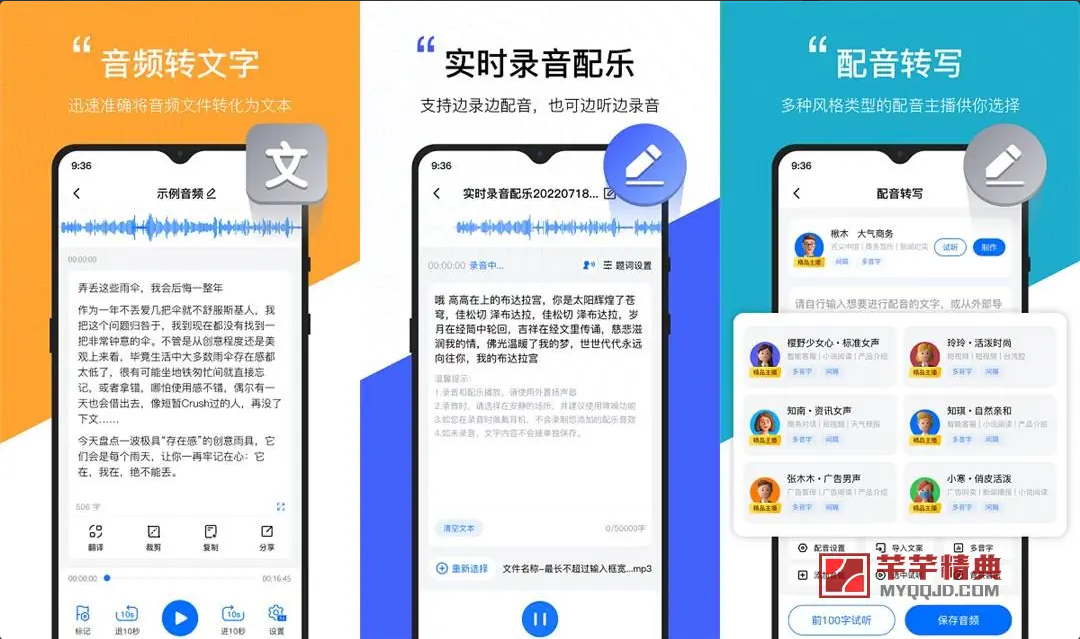 音频转文字
迅速准确将音频文件转化为文本
9:36
文
示例音频
00:00:00
弄丢这些雨伞，我会后悔一整年
作为一年不丢爱几把伞就不舒服斯基人，我
把这个问题归咎于，我到现在都没有找到一
把非常钟意的伞。不管是从创意程度还是美
观上来看，毕竟生活中大多数雨伞存在感都
太低了，很有可能坐地铁匆忙间就直接忘
记，或者拿错，哪怕使用感不错，偶尔有一
天也会借出去，像短暂Crush过的人，再没了
下文……
今天盘点一波极具“存在感”的创意雨具，它
们会是每个雨天，让你一再牢记在心：它
在，我在，绝不能丢。
506 字
翻译 裁剪 复制 分享
00:00:00 00:16:45
10s 10s
标记 退10秒 进10秒 设置
实时录音配乐
支持边录边配音，也可边听边录音
9:36
实时录音配乐20220718...
00:00:00 录音中... 题词设置
哦 高高在上的布达拉宫，你是太阳辉煌了苍
穹，佳松切 泽布达拉，佳松切 泽布达拉，岁
月在经筒中轮回，吉祥在经文里传诵，慈悲滋
润我的情，佛光温暖了我的梦，世世代代永远
向往你，我的布达拉宫
温馨提示：
1.录音和配乐播放，请使用外置扬声器
2.录音时，请选择在安静的场所，并建议使用降噪功能
3.如您在录音时佩戴耳机，不会录制您添加的配乐音效
4.如未录音，文字内容不会被单独保存。
清空文本 0/50000字
重新选择 文件名称~最长不超过输入框宽...mp3
配音转写
多种风格类型的配音主播供你选择
9:36
配音转写
楸木 大气商务
舌尖中国 | 商务宣传 | 新闻纪实
试听 制作
精品主播 间隔 多音字
请自行输入想要进行配音的文字，或从外部导
樱野少女心·标准女声
智能客服 | 小说阅读 | 产品介绍
精品主播 多音字 间隔
玲玲·活泼时尚
短视频 | 短视频 | 台湾腔
精品主播 多音字 间隔
知南·资讯女声
商务对话 | 短视频 | 天气预报
精品主播 多音字 间隔
知琪·自然亲和
智能客服 | 小说阅读 | 产品介绍
精品主播 多音字 间隔
张木木·广告男声
广告宣传 | 广告阅读 | 产品介绍
精品主播 多音字 间隔
小寒·俏皮活泼
广告叫卖 | 新闻播报 | 小说阅读
精品主播 多音字 间隔
配音设置 导入文案 多音字
芊芊精典
MYQQJD.COM
前100字试听 保存音频